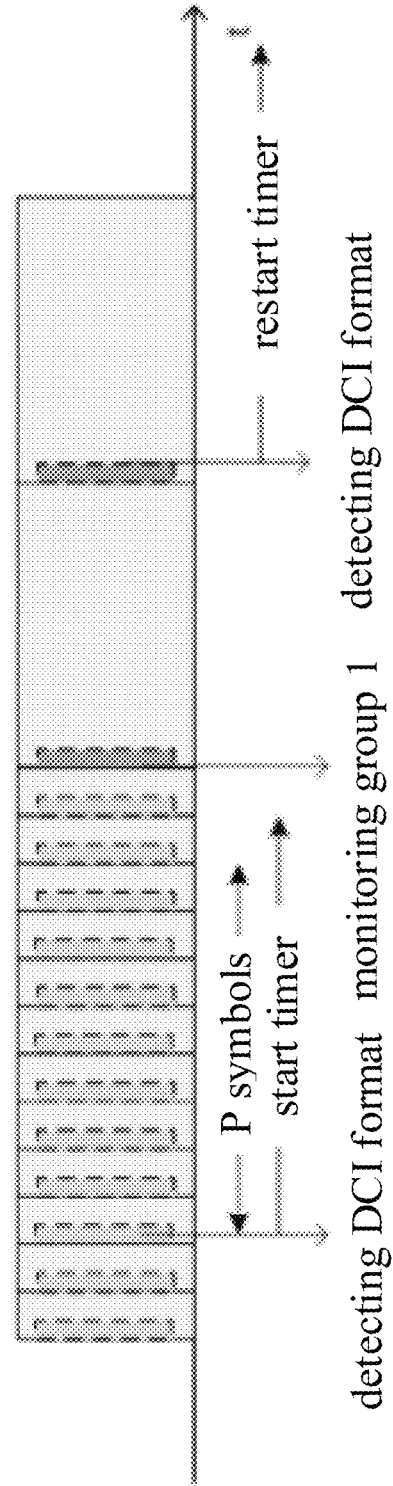 t
P symbols
start timer
restart timer
detecting DCI format
monitoring group 1
detecting DCI format